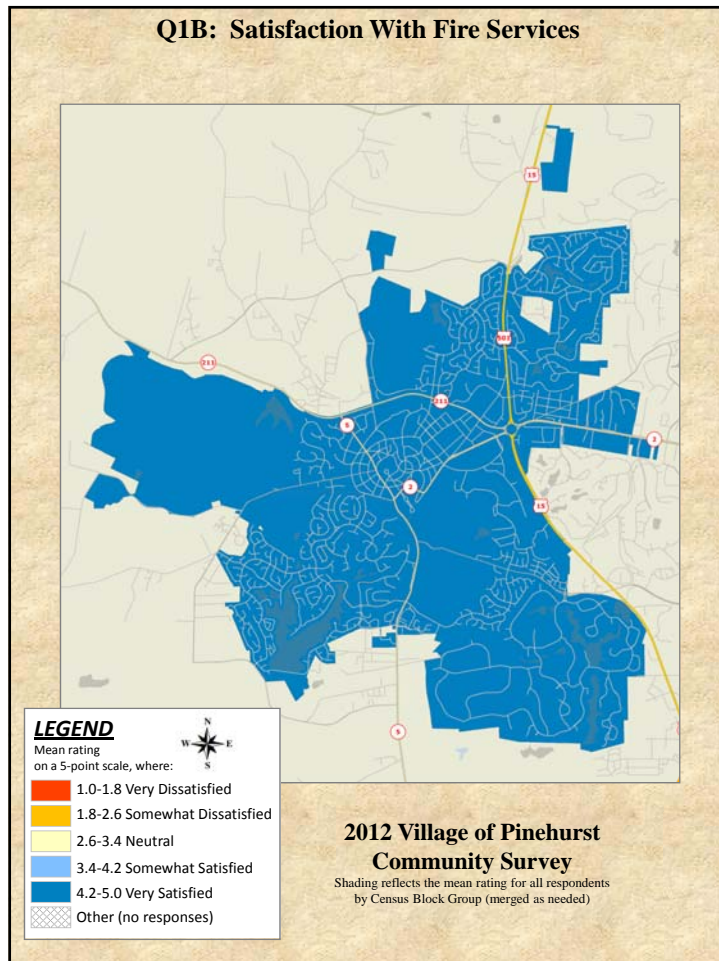 Q1B: Satisfaction With Fire Services
15
501
211
211
5
2
2
15
5
LEGEND
N
W E
S
Mean rating
on a 5-point scale, where:
1.0-1.8 Very Dissatisfied
1.8-2.6 Somewhat Dissatisfied
2.6-3.4 Neutral
3.4-4.2 Somewhat Satisfied
4.2-5.0 Very Satisfied
Other (no responses)
2012 Village of Pinehurst
Community Survey
Shading reflects the mean rating for all respondents
by Census Block Group (merged as needed)